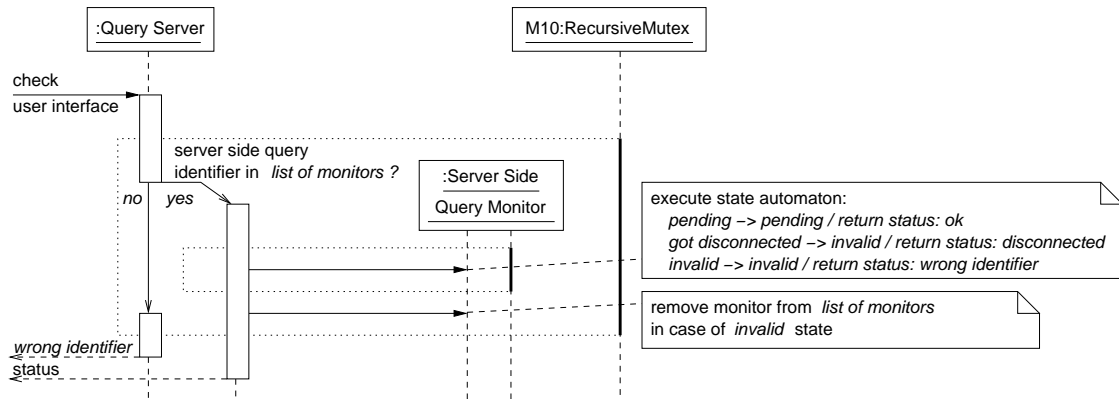 :Query Server
M10:RecursiveMutex
check
user interface
server side query
identifier in list of monitors ?
no yes
:Server Side
Query Monitor
execute state automaton:
pending −> pending / return status: ok
got disconnected −> invalid / return status: disconnected
invalid −> invalid / return status: wrong identifier
remove monitor from list of monitors
in case of invalid state
wrong identifier
status